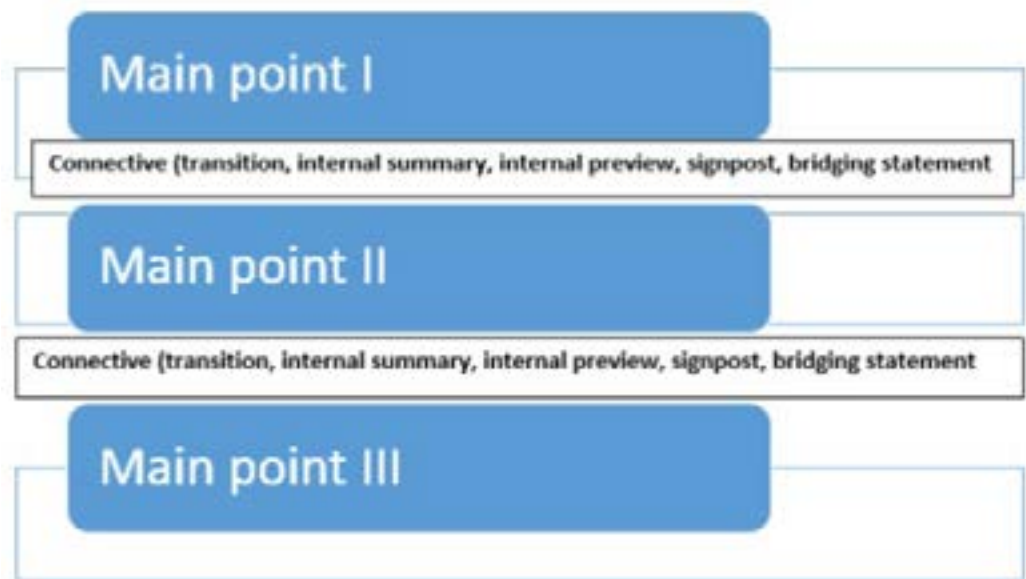 Main point I
Connective (transition, internal summary, internal preview, signpost, bridging statement
Main point II
Connective (transition, internal summary, internal preview, signpost, bridging statement
Main point III